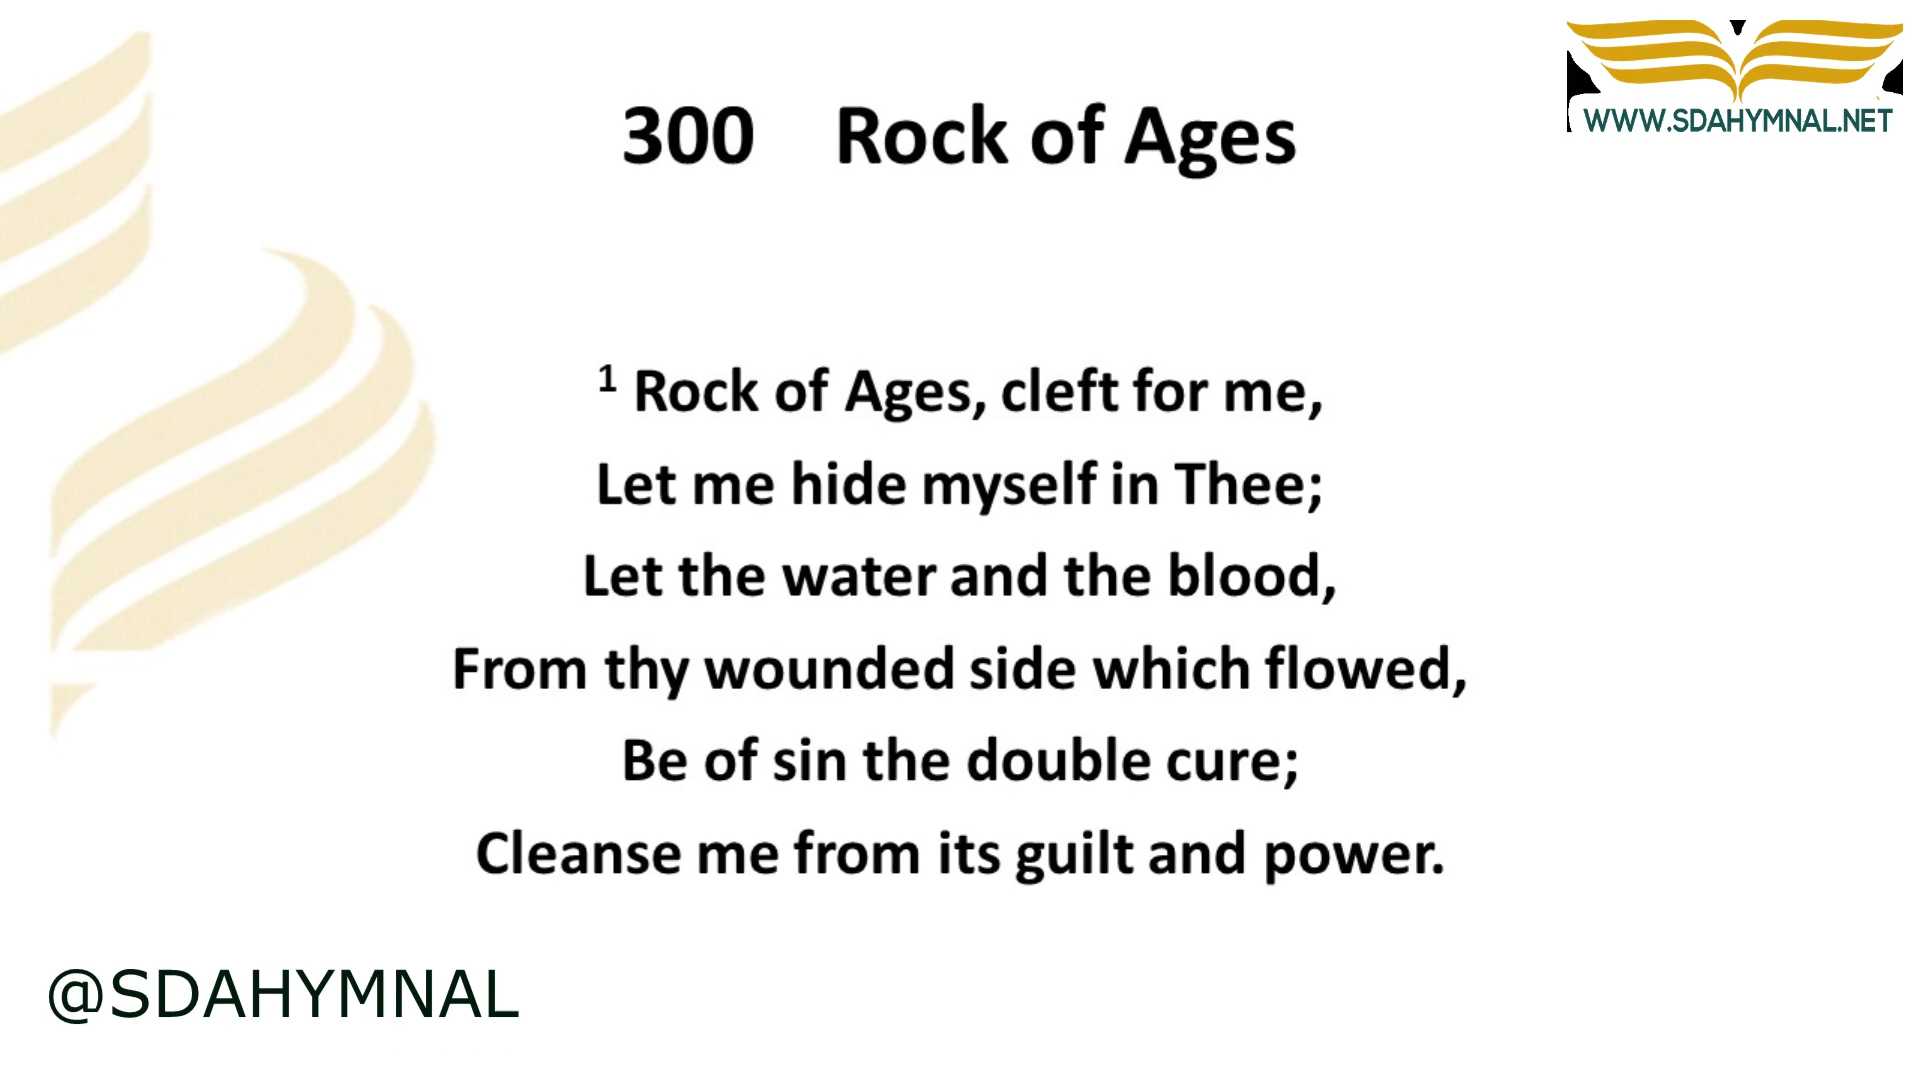 WWW.SDAHYMNAL.NET
300 Rock of Ages
1 Rock of Ages, cleft for me,
Let me hide myself in Thee;
Let the water and the blood,
From thy wounded side which flowed,
Be of sin the double cure;
Cleanse me from its guilt and power.
@SDAHYMNAL